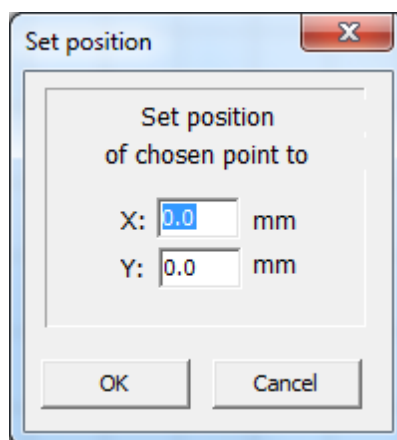 Set position
Set position
of chosen point to
X: 0.0 mm
Y: 0.0 mm
OK Cancel